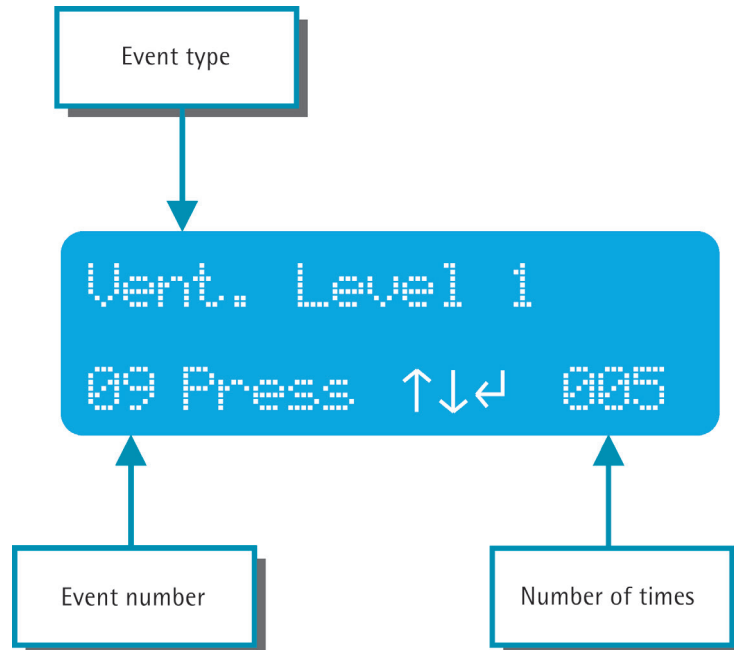 Event type
Vent. Level 1
09 Press ↑↓↵ 005
Event number
Number of times